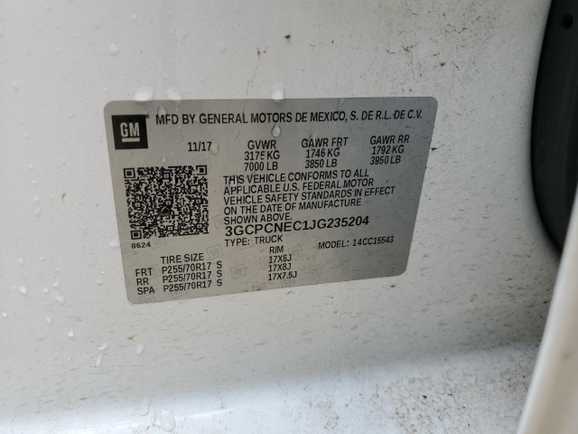 GM
MFD BY GENERAL MOTORS DE MEXICO, S. DE R.L. DE C.V.
11/17 GVWR GAWR FRT GAWR RR
3175 KG 1746 KG 1792 KG
7000 LB 3850 LB 3950 LB
THIS VEHICLE CONFORMS TO ALL
APPLICABLE U.S. FEDERAL MOTOR
VEHICLE SAFETY STANDARDS IN EFFECT
ON THE DATE OF MANUFACTURE
3GCPCNEC1JG235204
8624 TYPE: TRUCK MODEL: 14CC15543
TIRE SIZE RIM
FRT P255/70R17 S 17X8J
RR P255/70R17 S 17X8J
SPA P255/70R17 S 17X7.5J